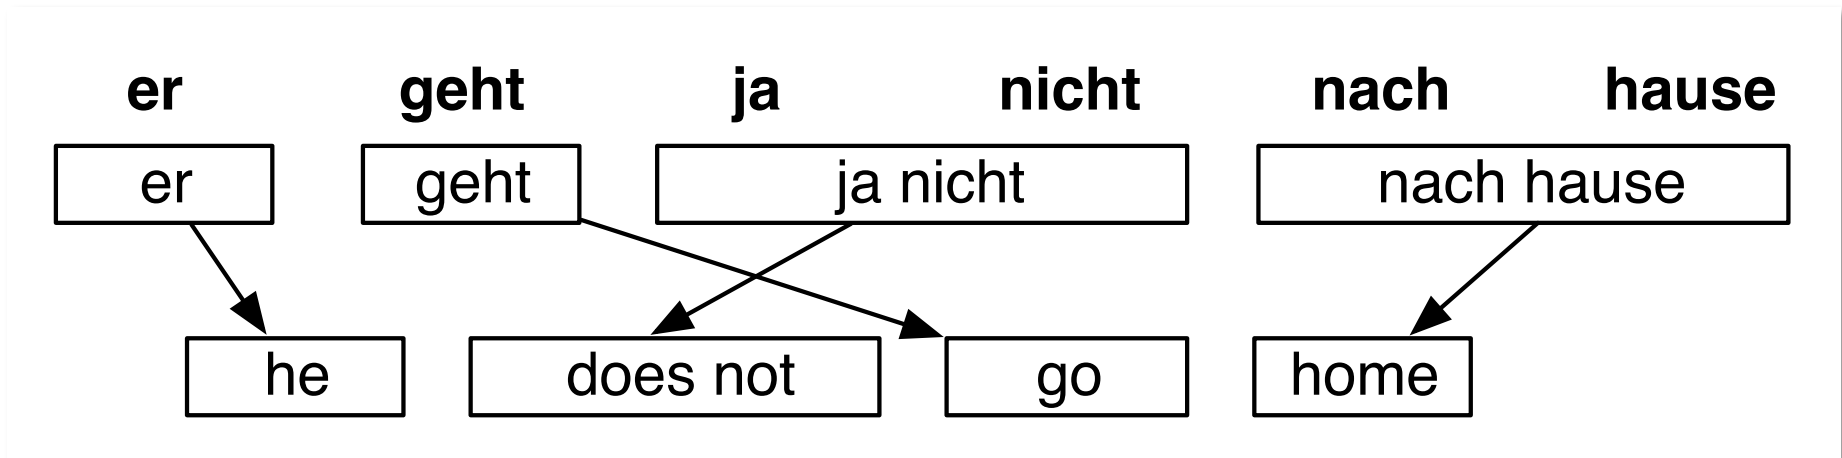 er geht ja nicht nach hause
er geht ja nicht nach hause
he does not go home